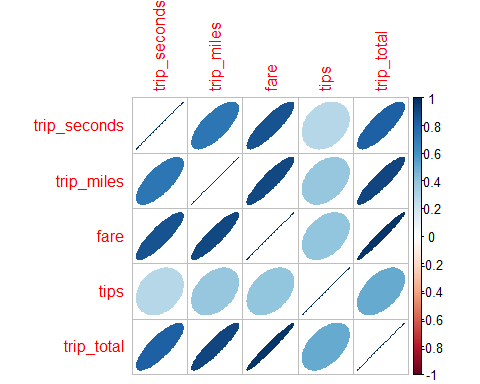 trip_seconds
trip_miles
fare
tips
trip_total
trip_seconds
trip_miles
fare
tips
trip_total
1
0.8
0.6
0.4
0.2
0
-0.2
-0.4
-0.6
-0.8
-1